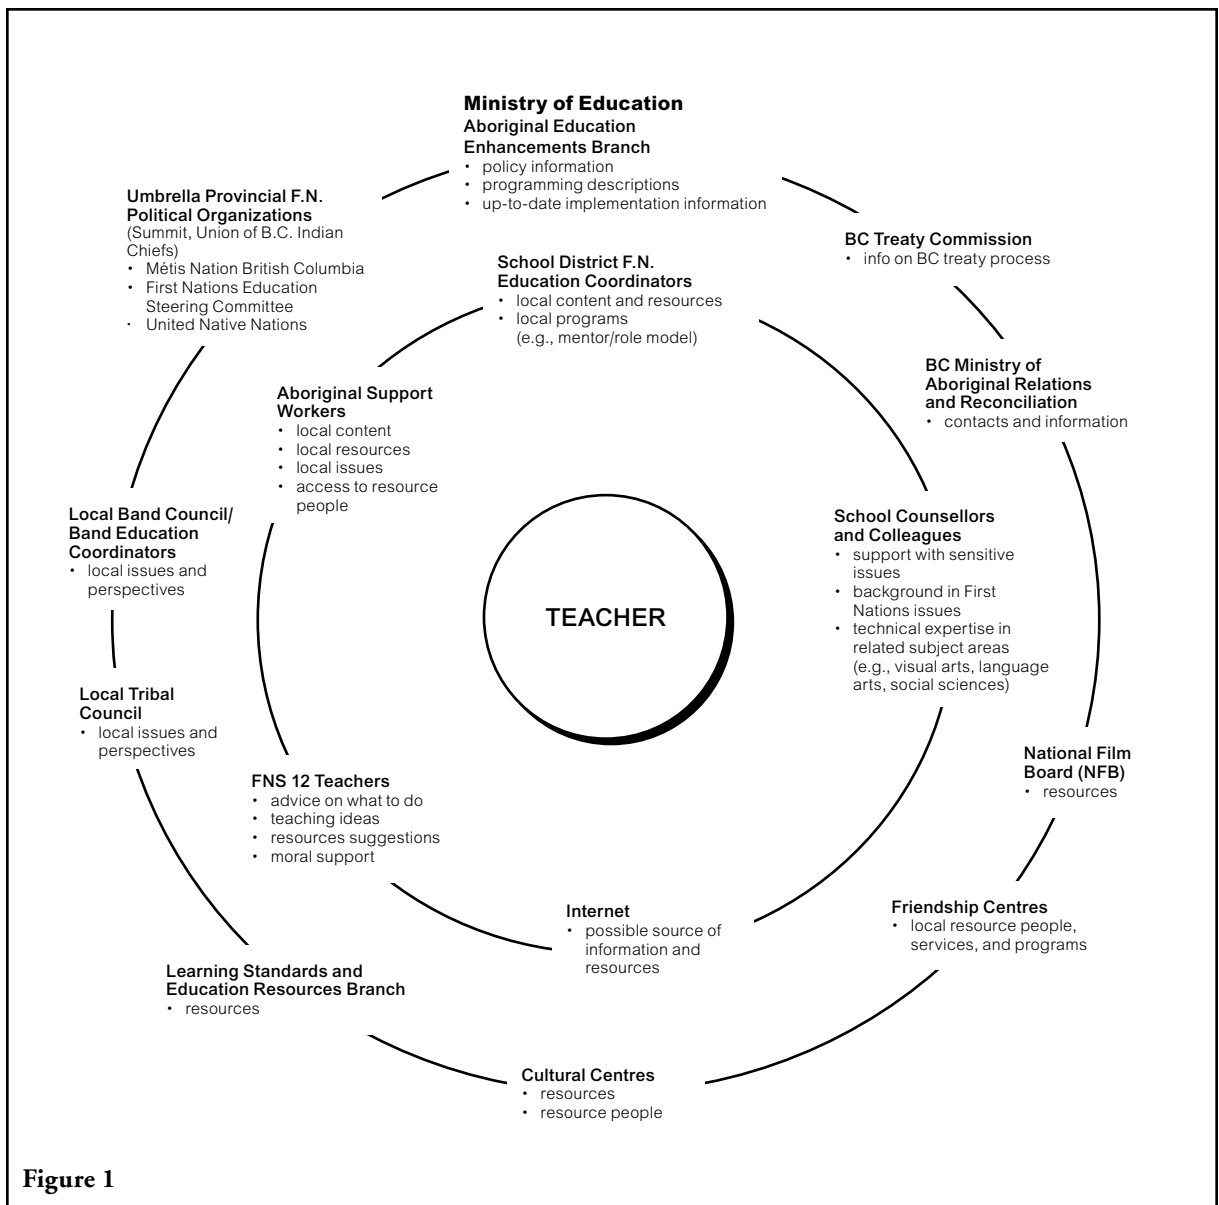 Ministry of Education
Aboriginal Education
Enhancements Branch
• policy information
• programming descriptions
• up-to-date implementation information
Umbrella Provincial F.N.
Political Organizations
(Summit, Union of B.C. Indian
Chiefs)
• Métis Nation British Columbia
• First Nations Education
Steering Committee
• United Native Nations
BC Treaty Commission
• info on BC treaty process
School District F.N.
Education Coordinators
• local content and resources
• local programs
(e.g., mentor/role model)
BC Ministry of
Aboriginal Relations
and Reconciliation
• contacts and information
Aboriginal Support
Workers
• local content
• local resources
• local issues
• access to resource
people
Local Band Council/
Band Education
Coordinators
• local issues and
perspectives
School Counsellors
and Colleagues
• support with sensitive
issues
• background in First
Nations issues
• technical expertise in
related subject areas
(e.g., visual arts, language
arts, social sciences)
TEACHER
Local Tribal
Council
• local issues and
perspectives
National Film
Board (NFB)
• resources
FNS 12 Teachers
• advice on what to do
• teaching ideas
• resources suggestions
• moral support
Internet
• possible source of
information and
resources
Friendship Centres
• local resource people,
services, and programs
Learning Standards and
Education Resources Branch
• resources
Cultural Centres
• resources
• resource people
Figure 1